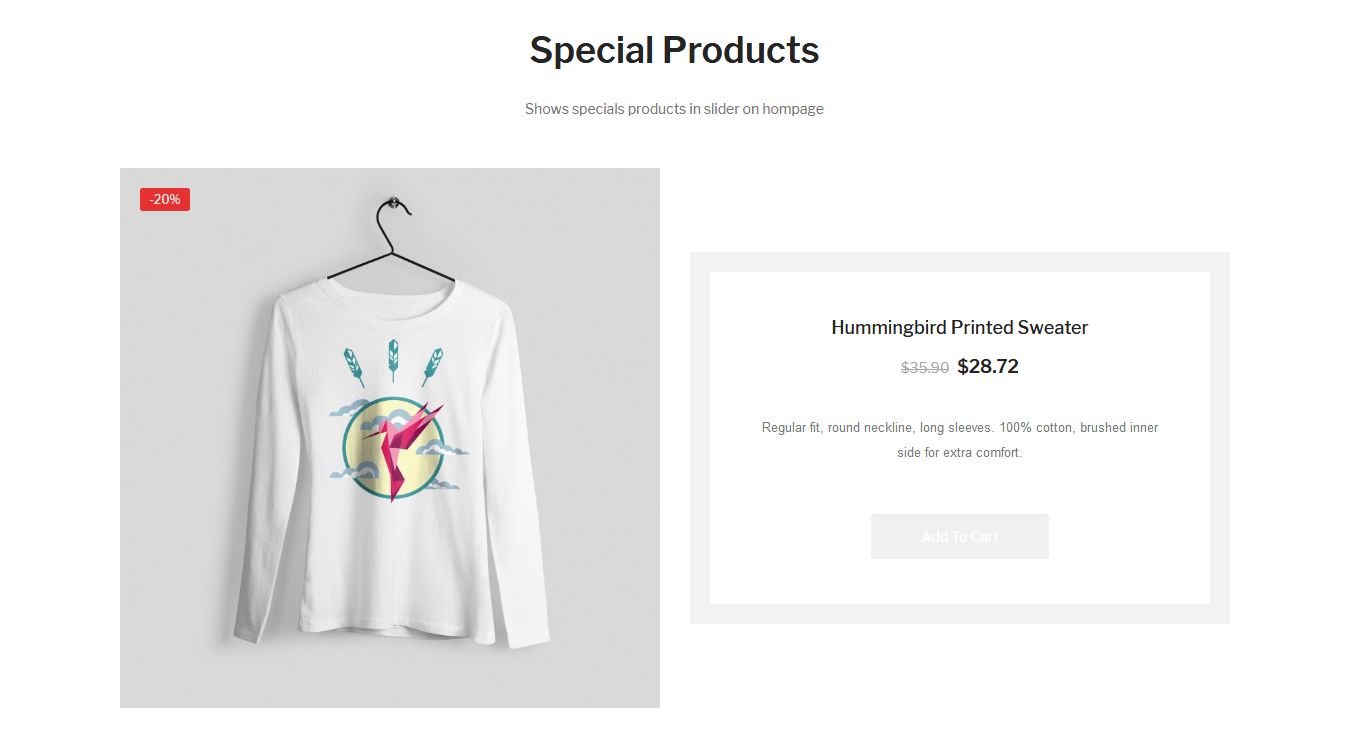 Special Products
Shows specials products in slider on hompage
-20%
Hummingbird Printed Sweater
$35.90 $28.72
Regular fit, round neckline, long sleeves. 100% cotton, brushed inner
side for extra comfort.
Add To Cart